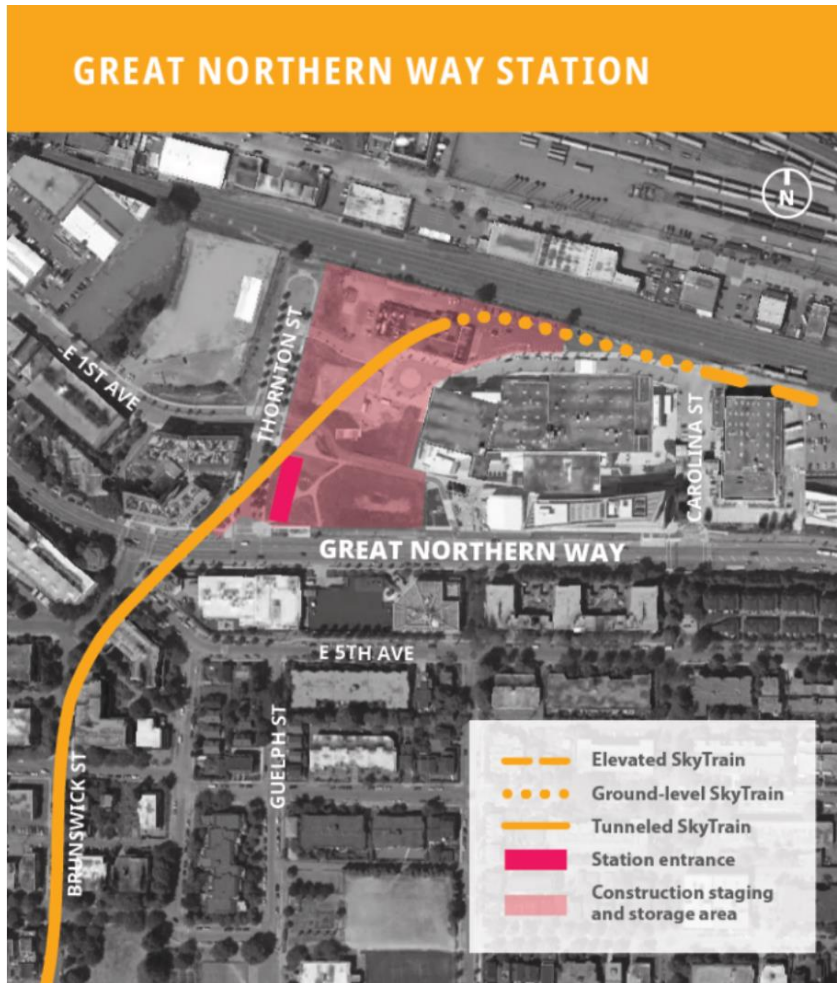 GREAT NORTHERN WAY STATION
N
E 1ST AVE
THORNTON ST
CAROLINA ST
GREAT NORTHERN WAY
E 5TH AVE
GUELPH ST
BRUNSWICK ST
Elevated SkyTrain
Ground-level SkyTrain
Tunneled SkyTrain
Station entrance
Construction staging
and storage area